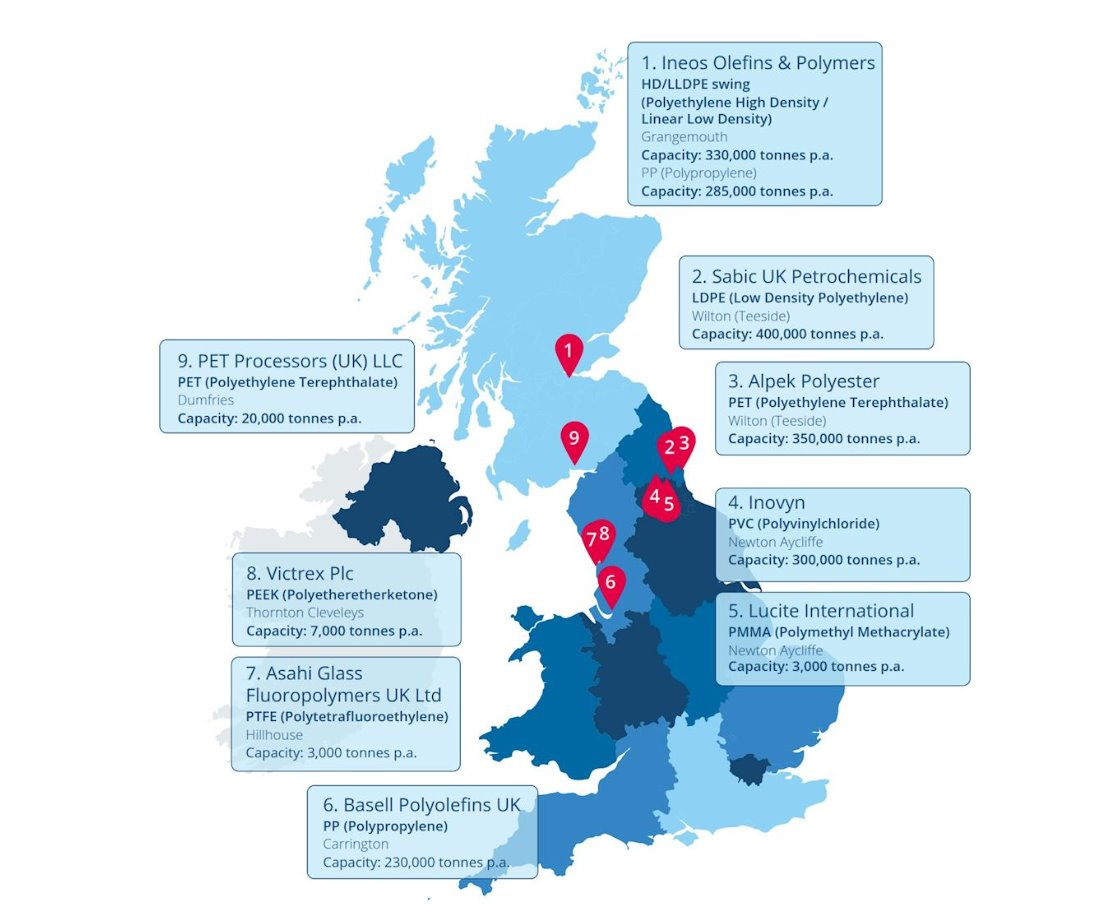 1. Ineos Olefins & Polymers
HD/LLDPE swing
(Polyethylene High Density /
Linear Low Density)
Grangemouth
Capacity: 330,000 tonnes p.a.
PP (Polypropylene)
Capacity: 285,000 tonnes p.a.
2. Sabic UK Petrochemicals
LDPE (Low Density Polyethylene)
Wilton (Teeside)
Capacity: 400,000 tonnes p.a.
3. Alpek Polyester
PET (Polyethylene Terephthalate)
Wilton (Teeside)
Capacity: 350,000 tonnes p.a.
4. Inovyn
PVC (Polyvinylchloride)
Newton Aycliffe
Capacity: 300,000 tonnes p.a.
5. Lucite International
PMMA (Polymethyl Methacrylate)
Newton Aycliffe
Capacity: 3,000 tonnes p.a.
9. PET Processors (UK) LLC
PET (Polyethylene Terephthalate)
Dumfries
Capacity: 20,000 tonnes p.a.
8. Victrex Plc
PEEK (Polyetheretherketone)
Thornton Cleveleys
Capacity: 7,000 tonnes p.a.
7. Asahi Glass
Fluoropolymers UK Ltd
PTFE (Polytetrafluoroethylene)
Hillhouse
Capacity: 3,000 tonnes p.a.
6. Basell Polyolefins UK
PP (Polypropylene)
Carrington
Capacity: 230,000 tonnes p.a.
1
9
2
3
4
5
7
8
6